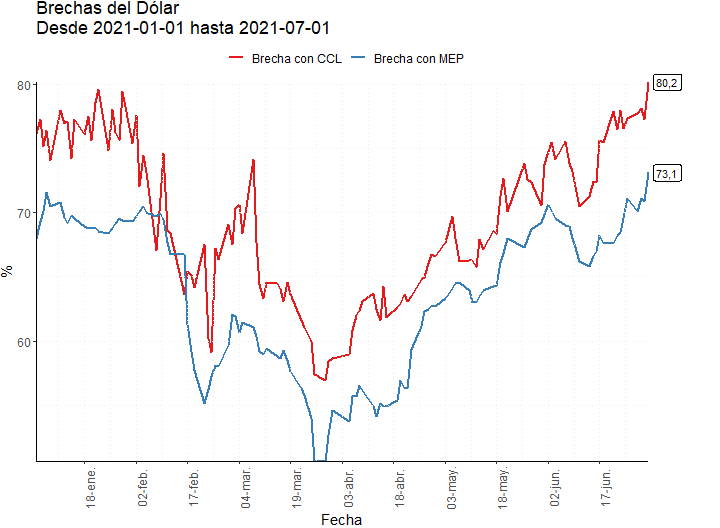 Brechas del Dólar
Desde 2021-01-01 hasta 2021-07-01
Brecha con CCL Brecha con MEP
80,2
80
73,1
70
%
60
18-ene. 02-feb. 17-feb. 04-mar. 19-mar. 03-abr. 18-abr. 03-may. 18-may. 02-jun. 17-jun.
Fecha